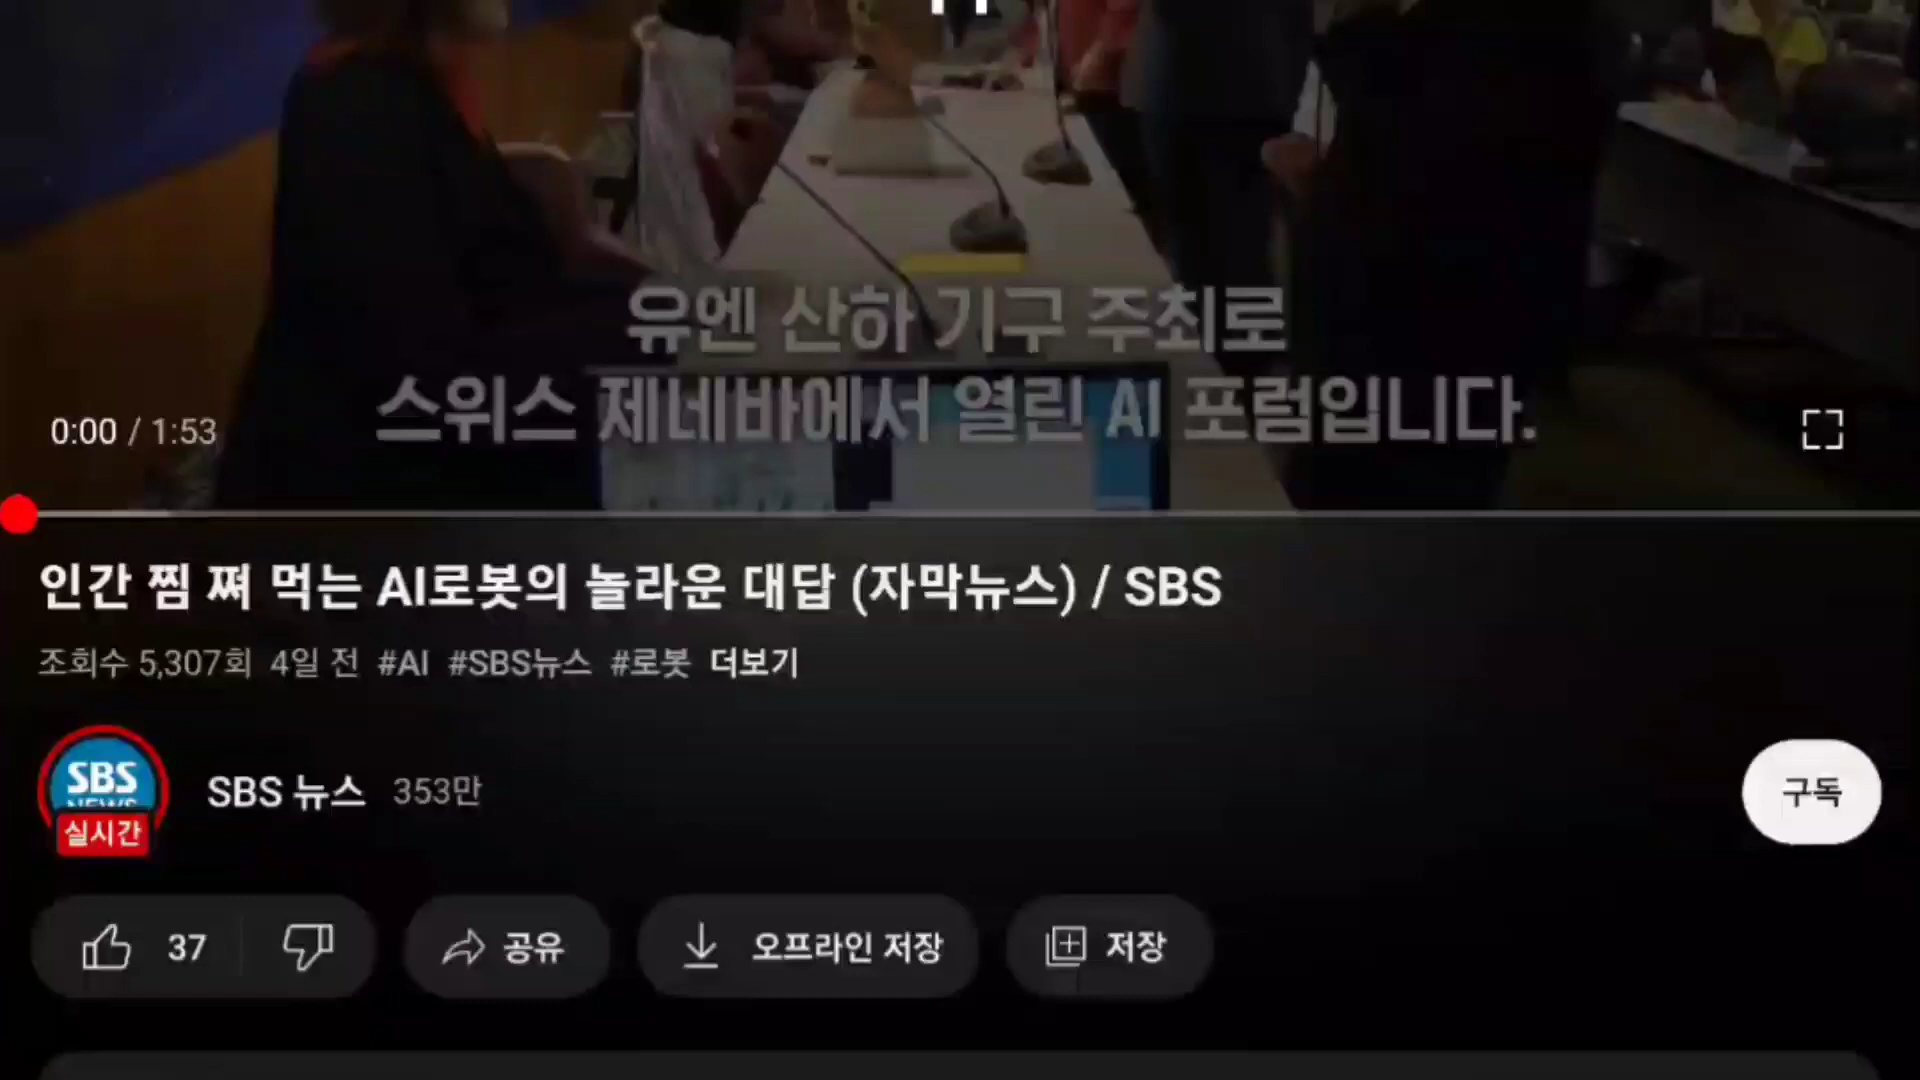 유엔 산하 기구 주최로
스위스 제네바에서 열린 AI 포럼입니다.
0:00 / 1:53
인간 찜 쪄 먹는 AI로봇의 놀라운 대답 (자막뉴스) / SBS
조회수 5,307회 4일 전 #AI #SBS뉴스 #로봇 더보기
SBS
NEWS
실시간
SBS 뉴스 353만
구독
37
공유
오프라인 저장
저장